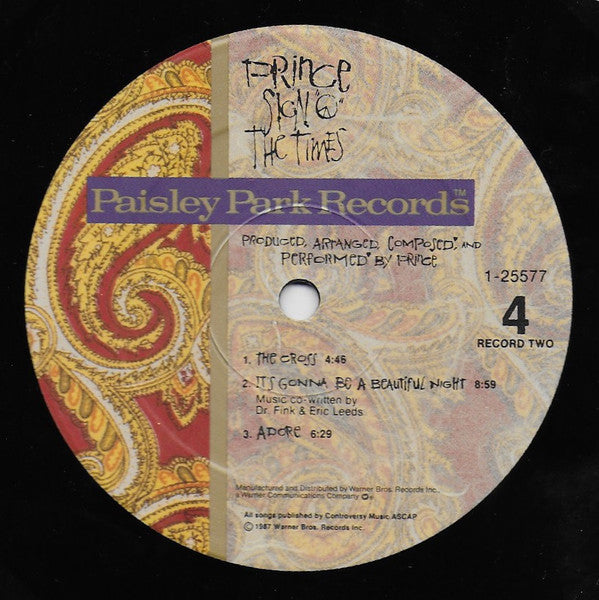 PRINCE
SIGN "☮"
THE TIMES
Paisley Park Records™
PRODUCED, ARRANGED, COMPOSED* AND
PERFORMED* BY PRINCE
1-25577
4
RECORD TWO
1. THE CROSS 4:46
2. IT'S GONNA BE A BEAUTIFUL NIGHT 8:59
Music co-written by
Dr. Fink & Eric Leeds
3. ADORE 6:29
Manufactured and Distributed by Warner Bros. Records Inc.,
a Warner Communications Company
All songs published by Controversy Music, ASCAP
© 1987 Warner Bros. Records Inc.